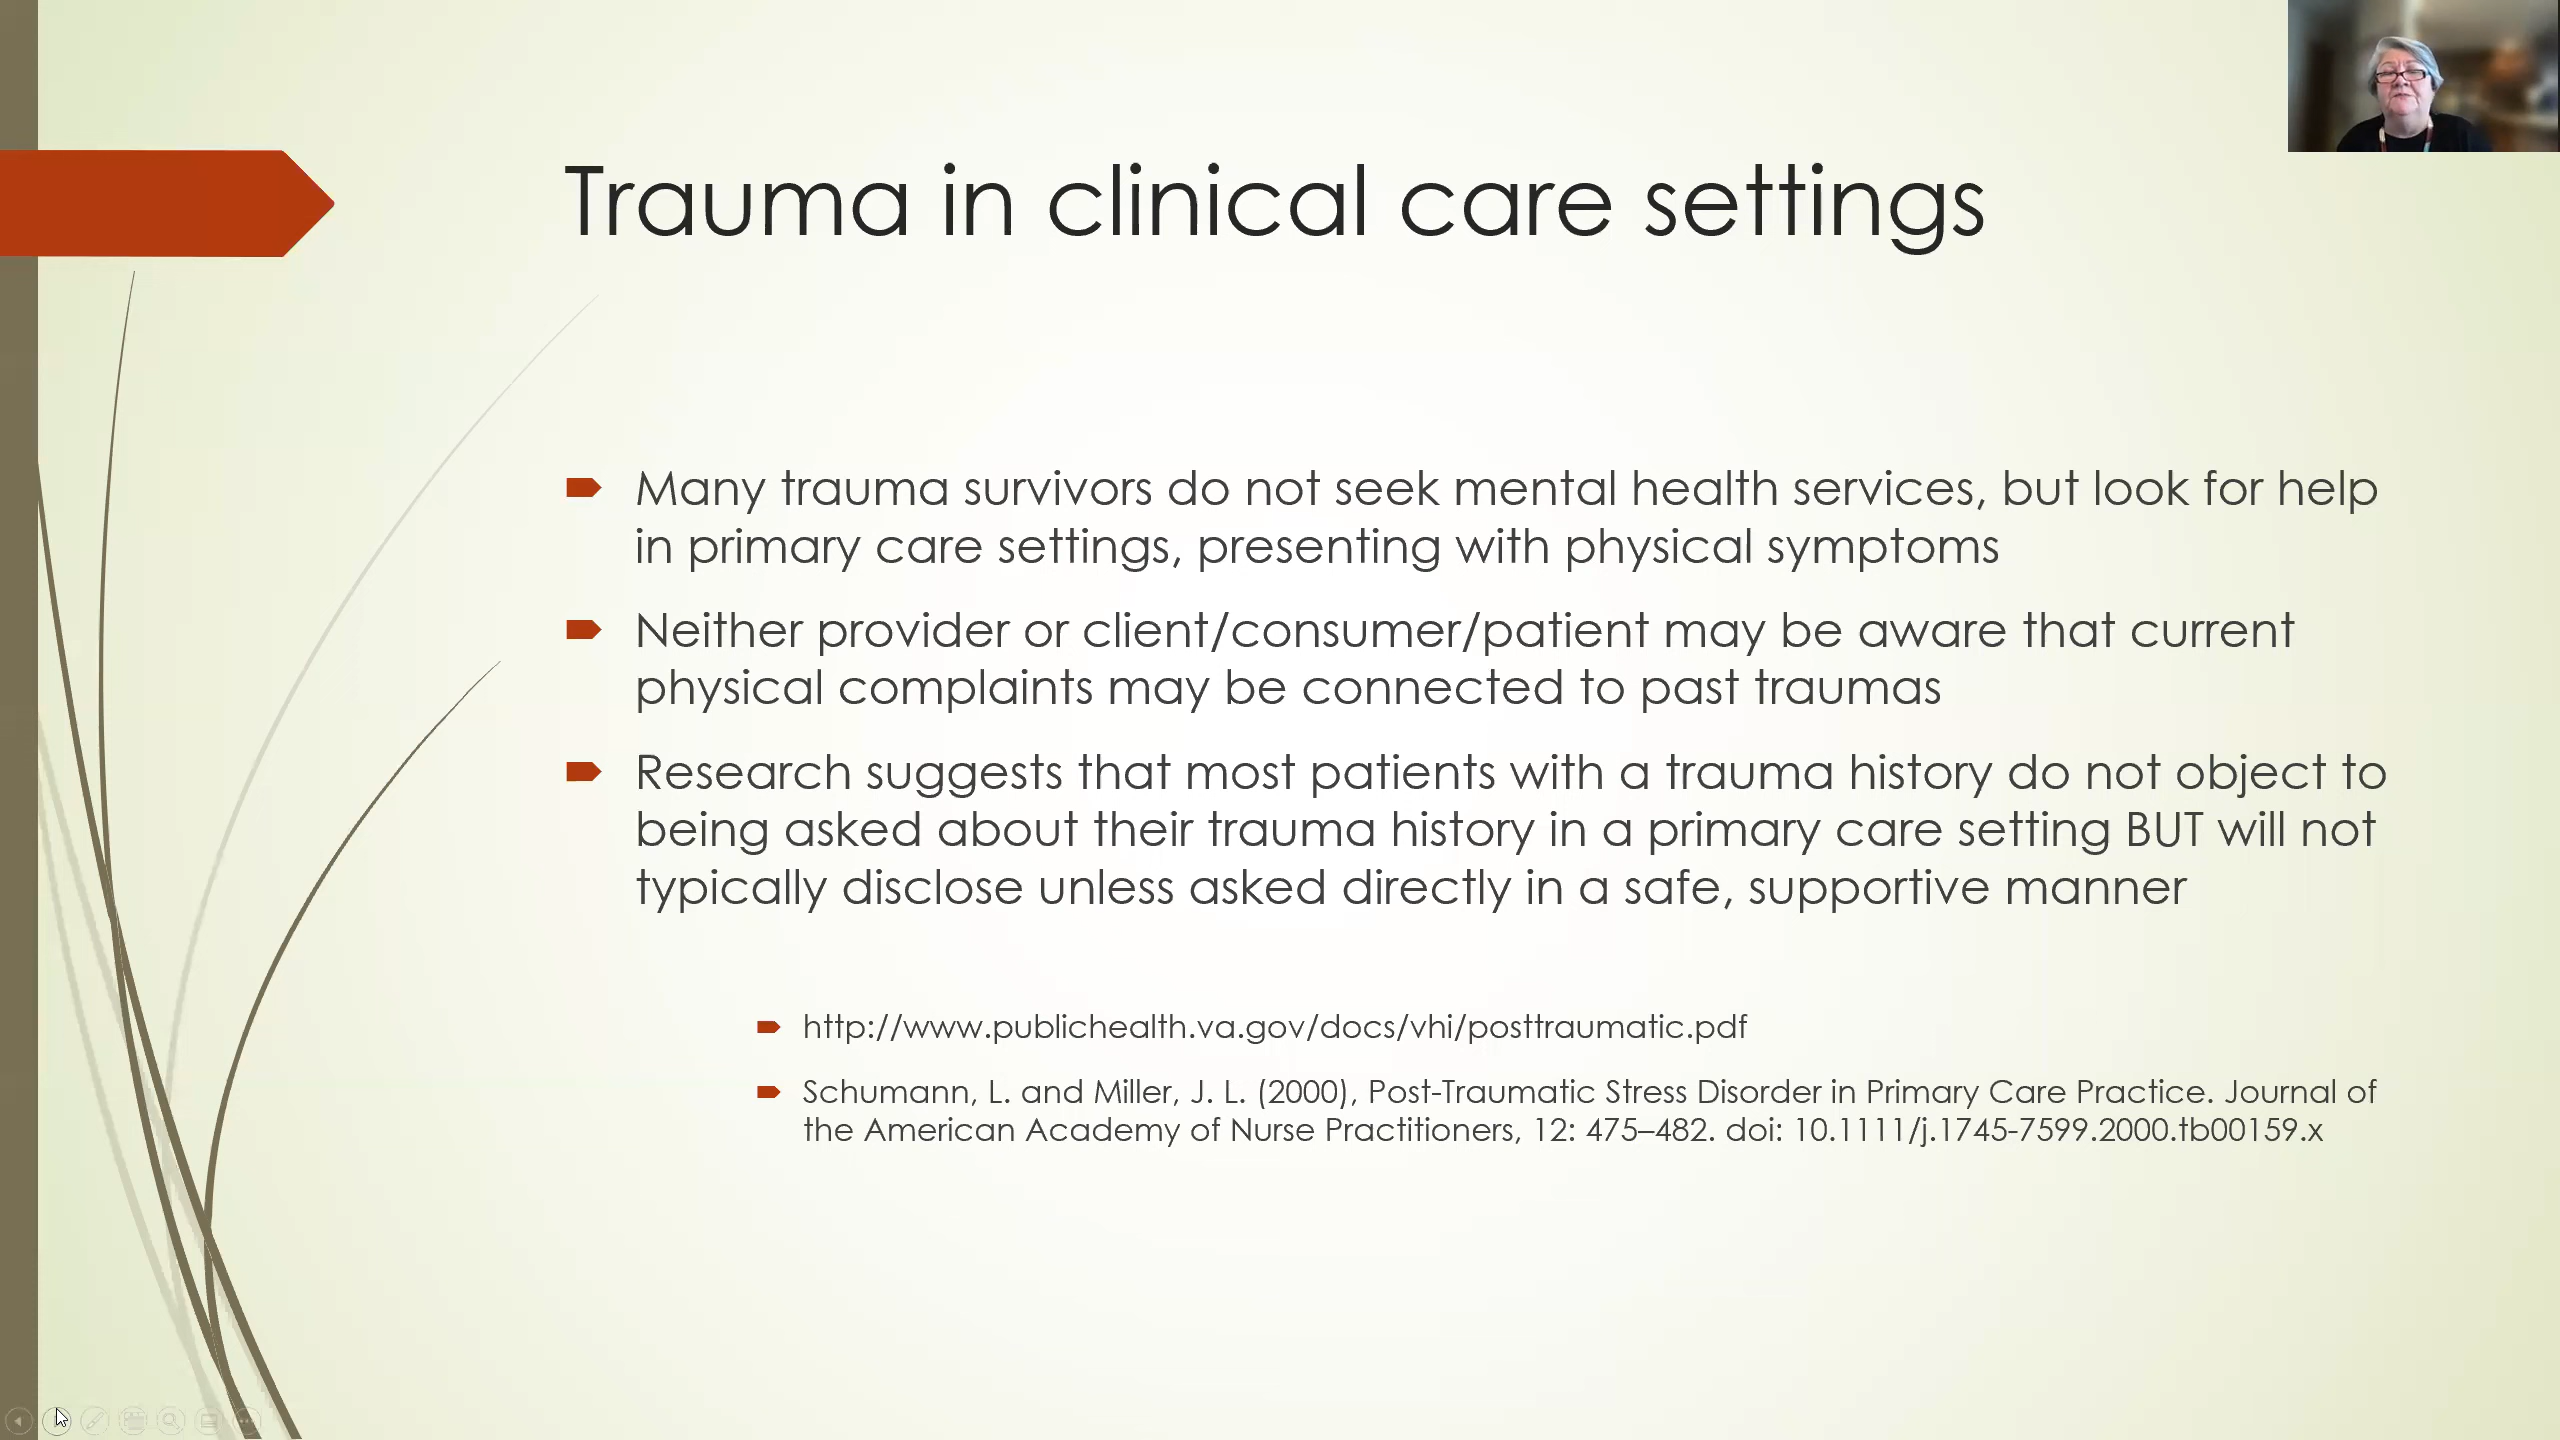 Trauma in clinical care settings
Many trauma survivors do not seek mental health services, but look for help
in primary care settings, presenting with physical symptoms
Neither provider or client/consumer/patient may be aware that current
physical complaints may be connected to past traumas
Research suggests that most patients with a trauma history do not object to
being asked about their trauma history in a primary care setting BUT will not
typically disclose unless asked directly in a safe, supportive manner
http://www.publichealth.va.gov/docs/vhi/posttraumatic.pdf
Schumann, L. and Miller, J. L. (2000), Post-Traumatic Stress Disorder in Primary Care Practice. Journal of
the American Academy of Nurse Practitioners, 12: 475–482. doi: 10.1111/j.1745-7599.2000.tb00159.x